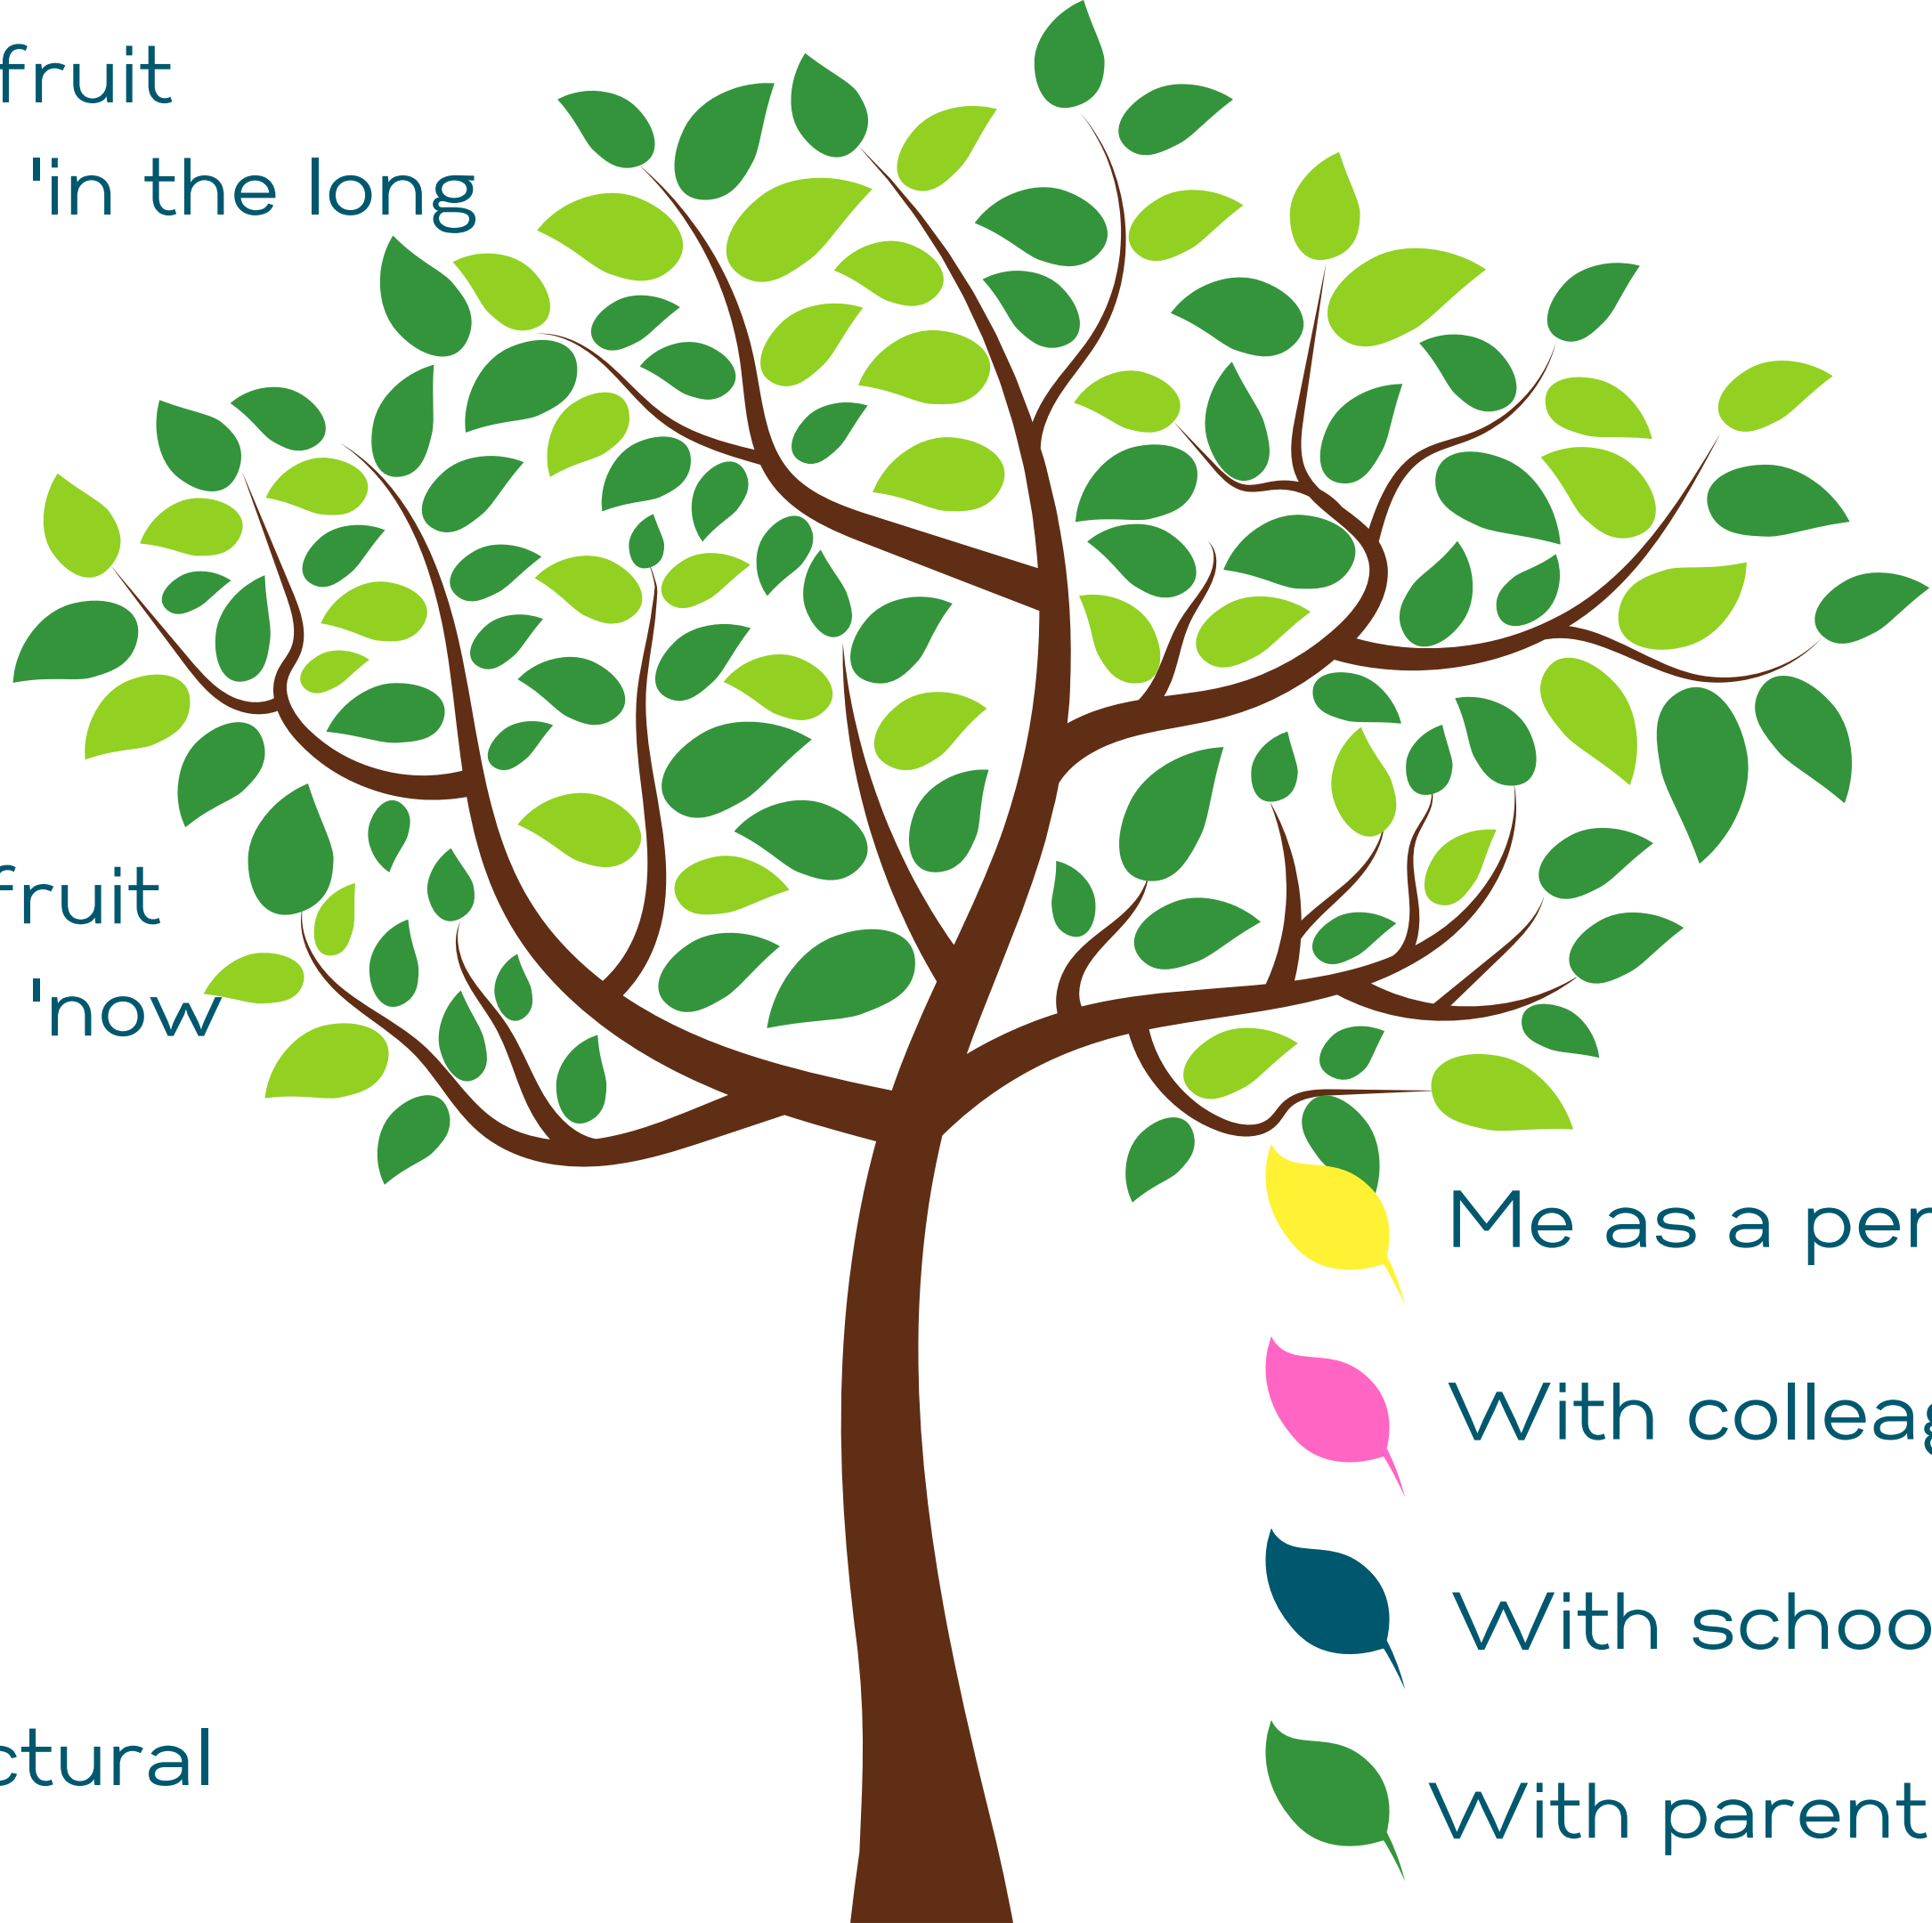 fruit
'in the long
fruit
'now
Me as a per
With colleag
With schoo
ctural
With parent